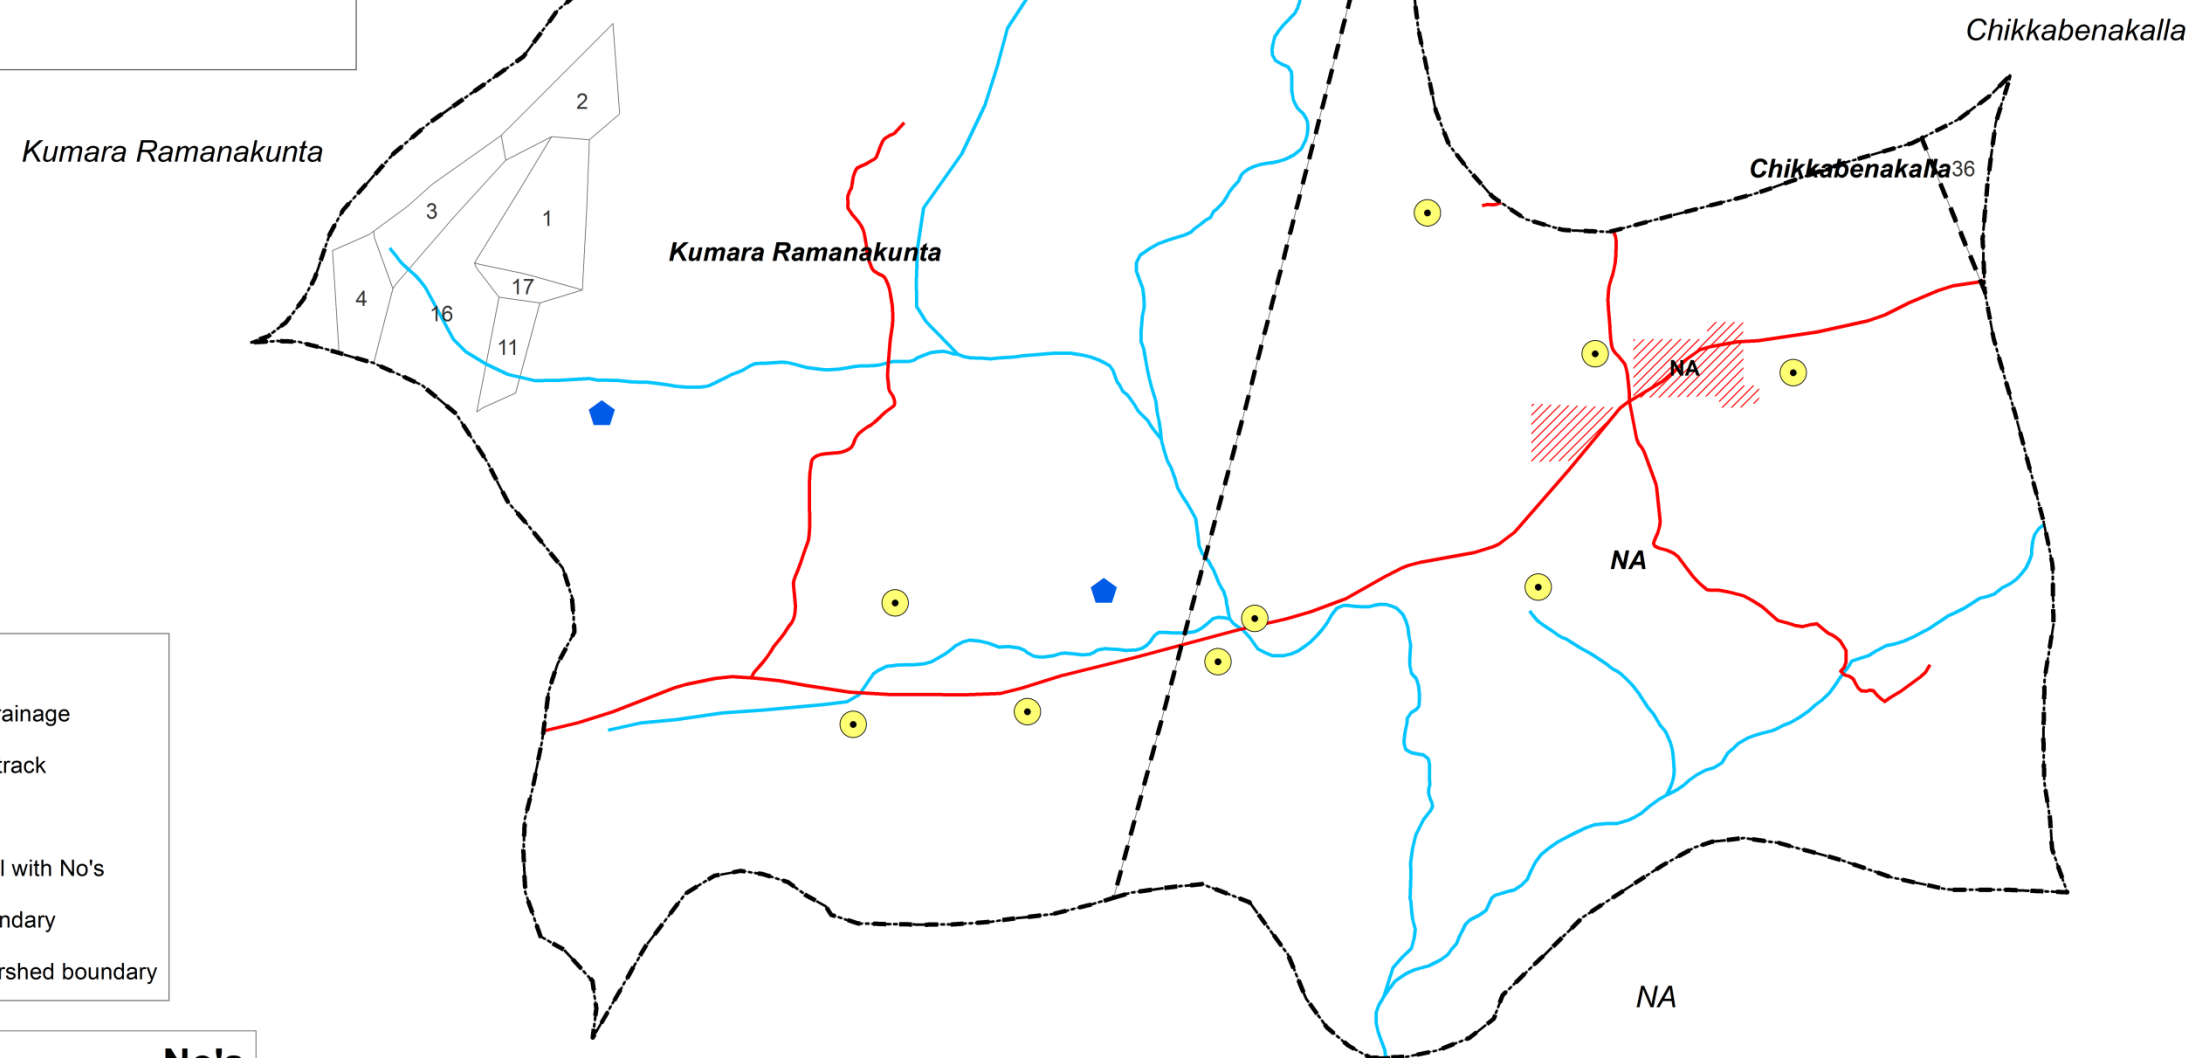 Chikkabenakalla
2
Kumara Ramanakunta
Chikkabenakalla
36
3
1
Kumara Ramanakunta
17
4
16
11
NA
NA
rainage
track
l with No's
ndary
rshed boundary
NA
No's